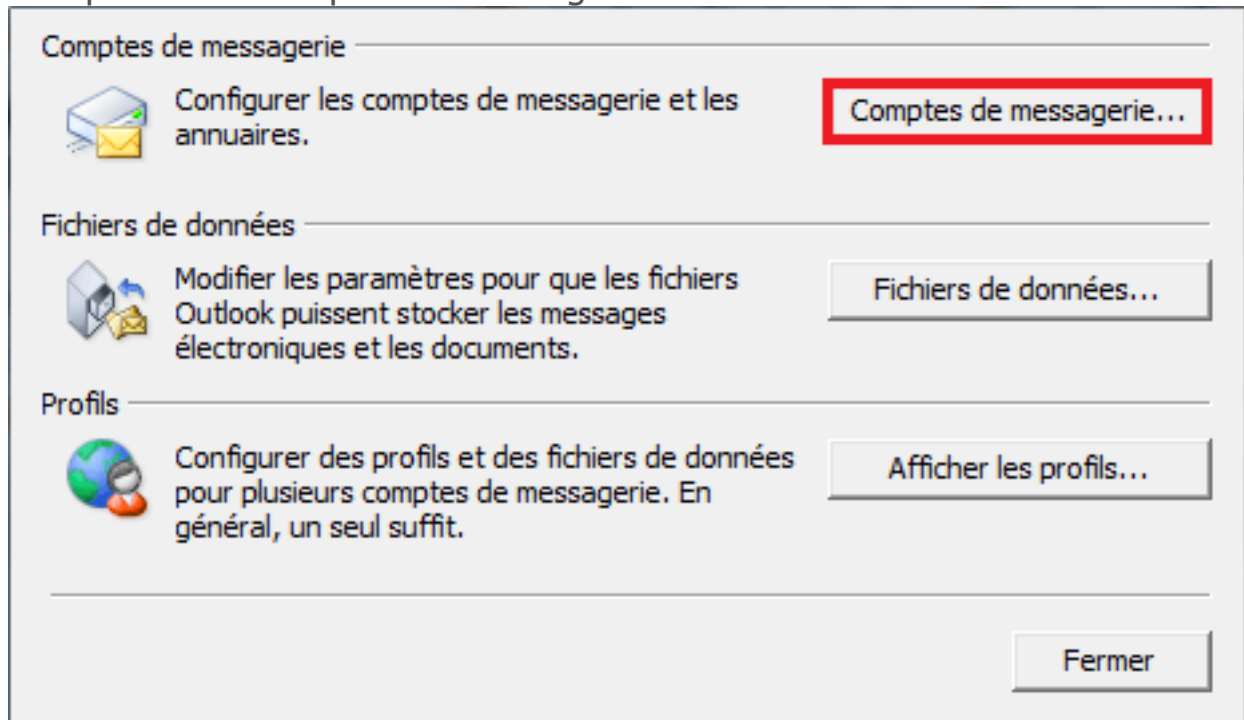 Comptes de messagerie
Configurer les comptes de messagerie et les
annuaires.
Comptes de messagerie...
Fichiers de données
Modifier les paramètres pour que les fichiers
Outlook puissent stocker les messages
électroniques et les documents.
Fichiers de données...
Profils
Configurer des profils et des fichiers de données
pour plusieurs comptes de messagerie. En
général, un seul suffit.
Afficher les profils...
Fermer